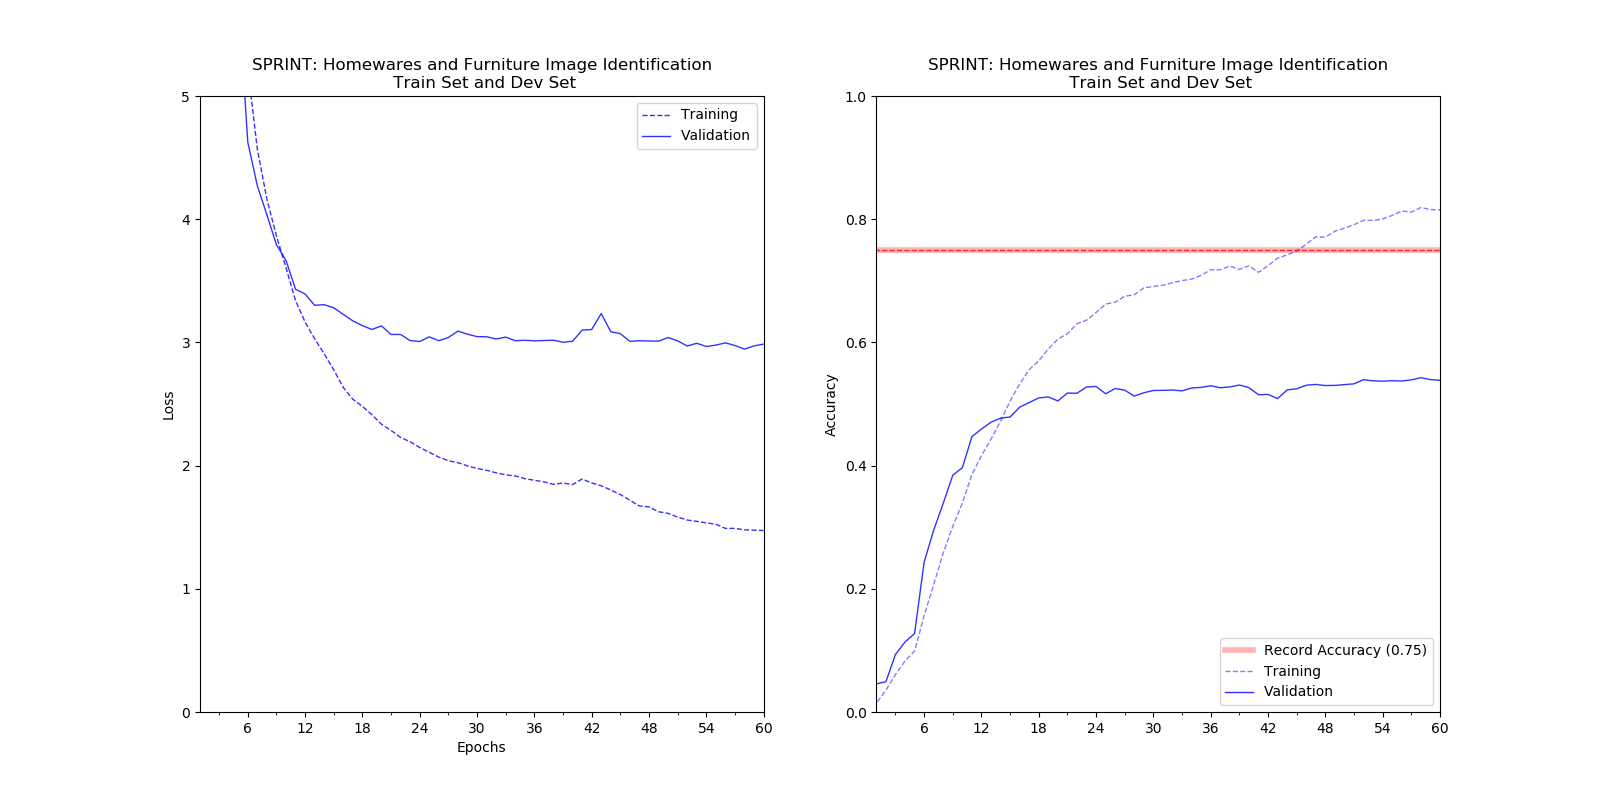 SPRINT: Homewares and Furniture Image Identification
Train Set and Dev Set
5
4
3
2
1
0
Loss
Training
Validation
6 12 18 24 30 36 42 48 54 60
Epochs
SPRINT: Homewares and Furniture Image Identification
Train Set and Dev Set
1.0
0.8
0.6
0.4
0.2
0.0
Accuracy
Record Accuracy (0.75)
Training
Validation
6 12 18 24 30 36 42 48 54 60